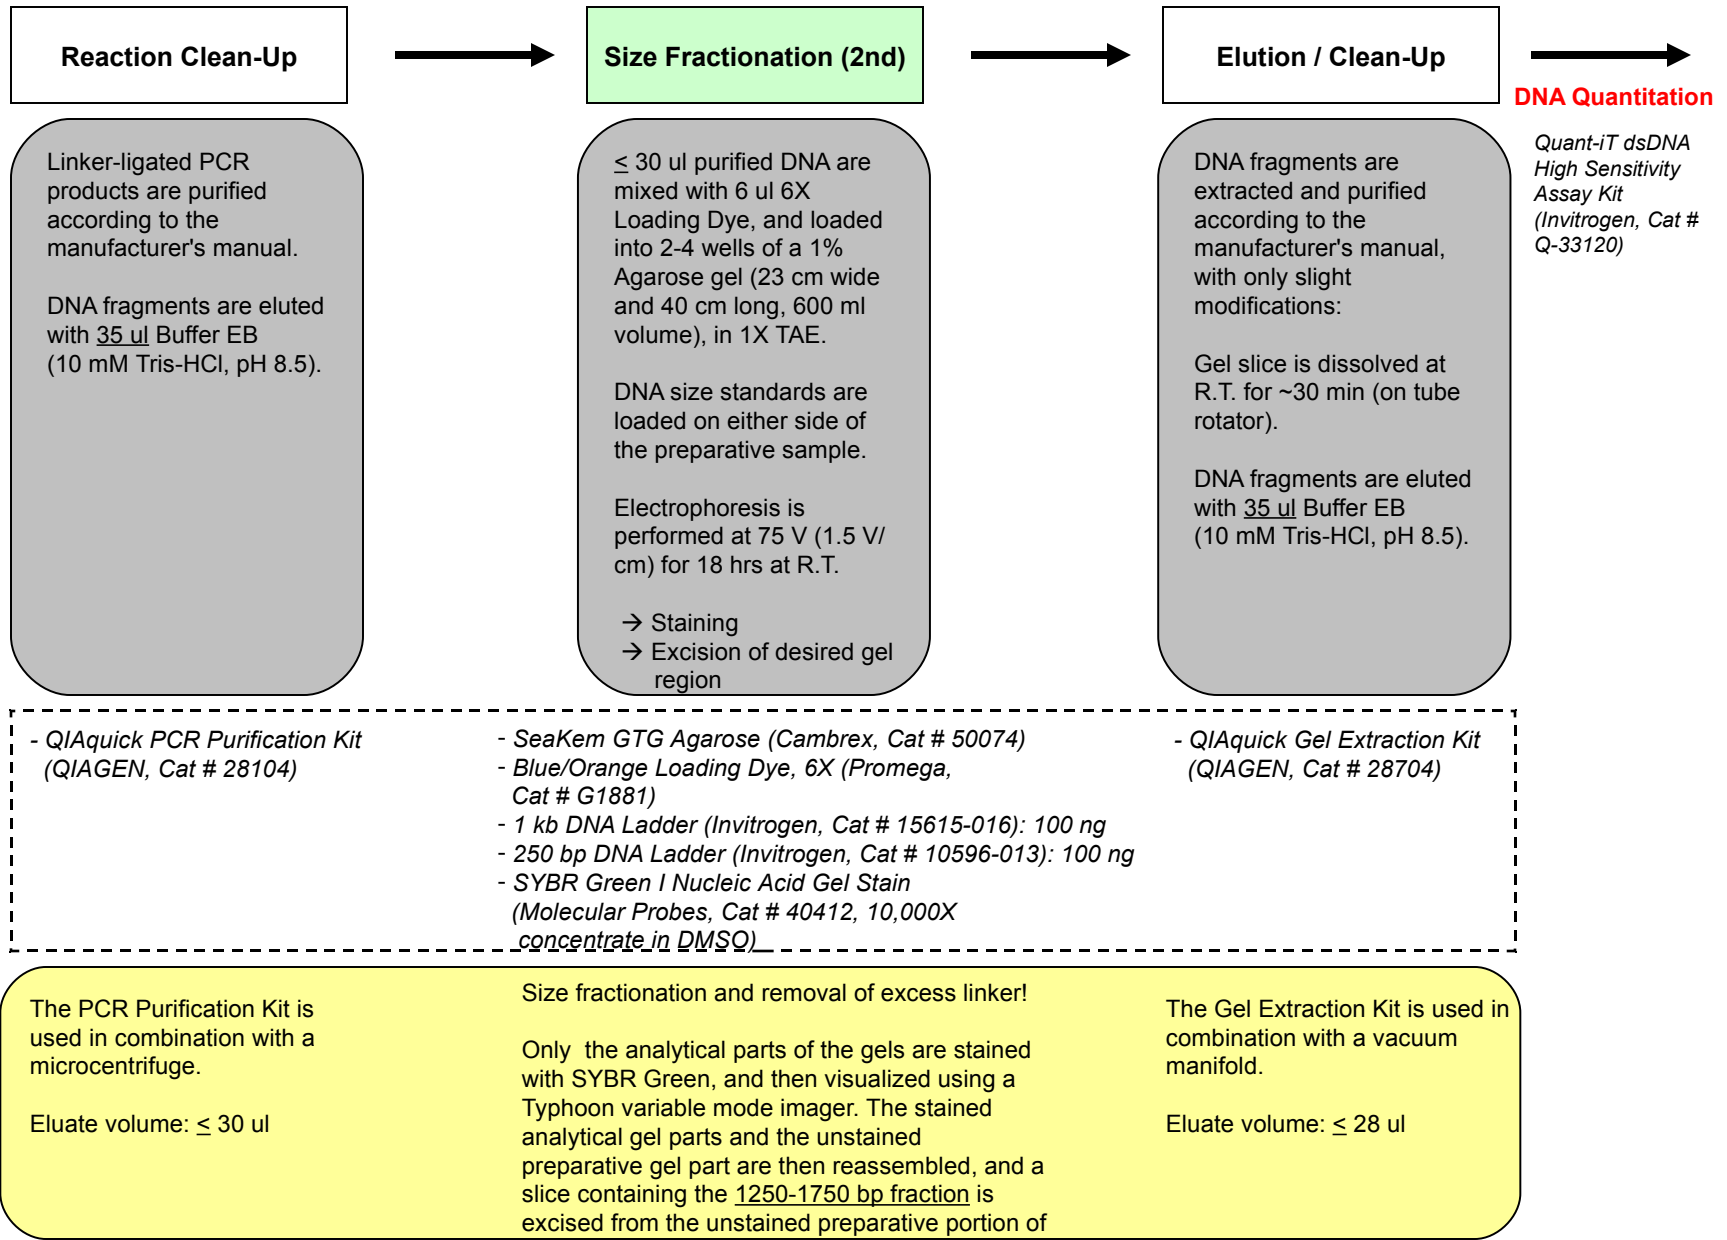 Reaction Clean-Up
Size Fractionation (2nd)
Elution / Clean-Up
DNA Quantitation
Linker-ligated PCR
products are purified
according to the
manufacturer's manual.
DNA fragments are eluted
with 35 ul Buffer EB
(10 mM Tris-HCl, pH 8.5).
≤ 30 ul purified DNA are
mixed with 6 ul 6X
Loading Dye, and loaded
into 2-4 wells of a 1%
Agarose gel (23 cm wide
and 40 cm long, 600 ml
volume), in 1X TAE.
DNA size standards are
loaded on either side of
the preparative sample.
Electrophoresis is
performed at 75 V (1.5 V/
cm) for 18 hrs at R.T.
→ Staining
→ Excision of desired gel
region
DNA fragments are
extracted and purified
according to the
manufacturer's manual,
with only slight
modifications:
Gel slice is dissolved at
R.T. for ~30 min (on tube
rotator).
DNA fragments are eluted
with 35 ul Buffer EB
(10 mM Tris-HCl, pH 8.5).
Quant-iT dsDNA
High Sensitivity
Assay Kit
(Invitrogen, Cat #
Q-33120)
- QIAquick PCR Purification Kit
(QIAGEN, Cat # 28104)
- SeaKem GTG Agarose (Cambrex, Cat # 50074)
- Blue/Orange Loading Dye, 6X (Promega,
Cat # G1881)
- 1 kb DNA Ladder (Invitrogen, Cat # 15615-016): 100 ng
- 250 bp DNA Ladder (Invitrogen, Cat # 10596-013): 100 ng
- SYBR Green I Nucleic Acid Gel Stain
(Molecular Probes, Cat # 40412, 10,000X
concentrate in DMSO)
- QIAquick Gel Extraction Kit
(QIAGEN, Cat # 28704)
The PCR Purification Kit is
used in combination with a
microcentrifuge.
Eluate volume: ≤ 30 ul
Size fractionation and removal of excess linker!
Only the analytical parts of the gels are stained
with SYBR Green, and then visualized using a
Typhoon variable mode imager. The stained
analytical gel parts and the unstained
preparative gel part are then reassembled, and a
slice containing the 1250-1750 bp fraction is
excised from the unstained preparative portion of
The Gel Extraction Kit is used in
combination with a vacuum
manifold.
Eluate volume: ≤ 28 ul